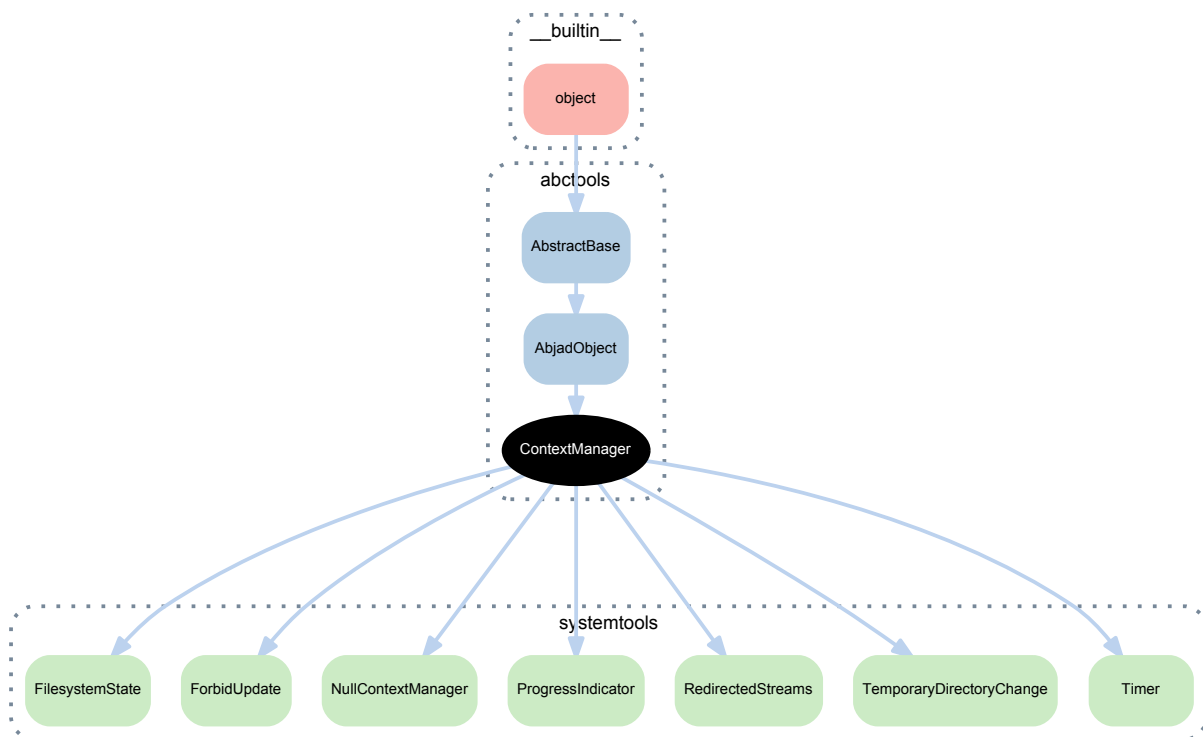 __builtin__
object
abctools
AbstractBase
AbjadObject
ContextManager
systemtools
FilesystemState
ForbidUpdate
NullContextManager
ProgressIndicator
RedirectedStreams
TemporaryDirectoryChange
Timer